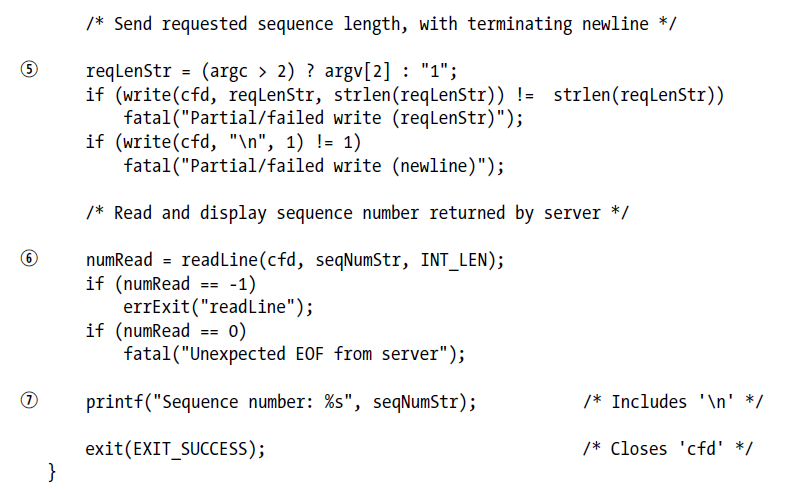 /* Send requested sequence length, with terminating newline */
⑤ reqLenStr = (argc > 2) ? argv[2] : "1";
if (write(cfd, reqLenStr, strlen(reqLenStr)) !=  strlen(reqLenStr))
fatal("Partial/failed write (reqLenStr)");
if (write(cfd, "\n", 1) != 1)
fatal("Partial/failed write (newline)");
/* Read and display sequence number returned by server */
⑥ numRead = readLine(cfd, seqNumStr, INT_LEN);
if (numRead == -1)
errExit("readLine");
if (numRead == 0)
fatal("Unexpected EOF from server");
⑦ printf("Sequence number: %s", seqNumStr); /* Includes '\n' */
exit(EXIT_SUCCESS); /* Closes 'cfd' */
}